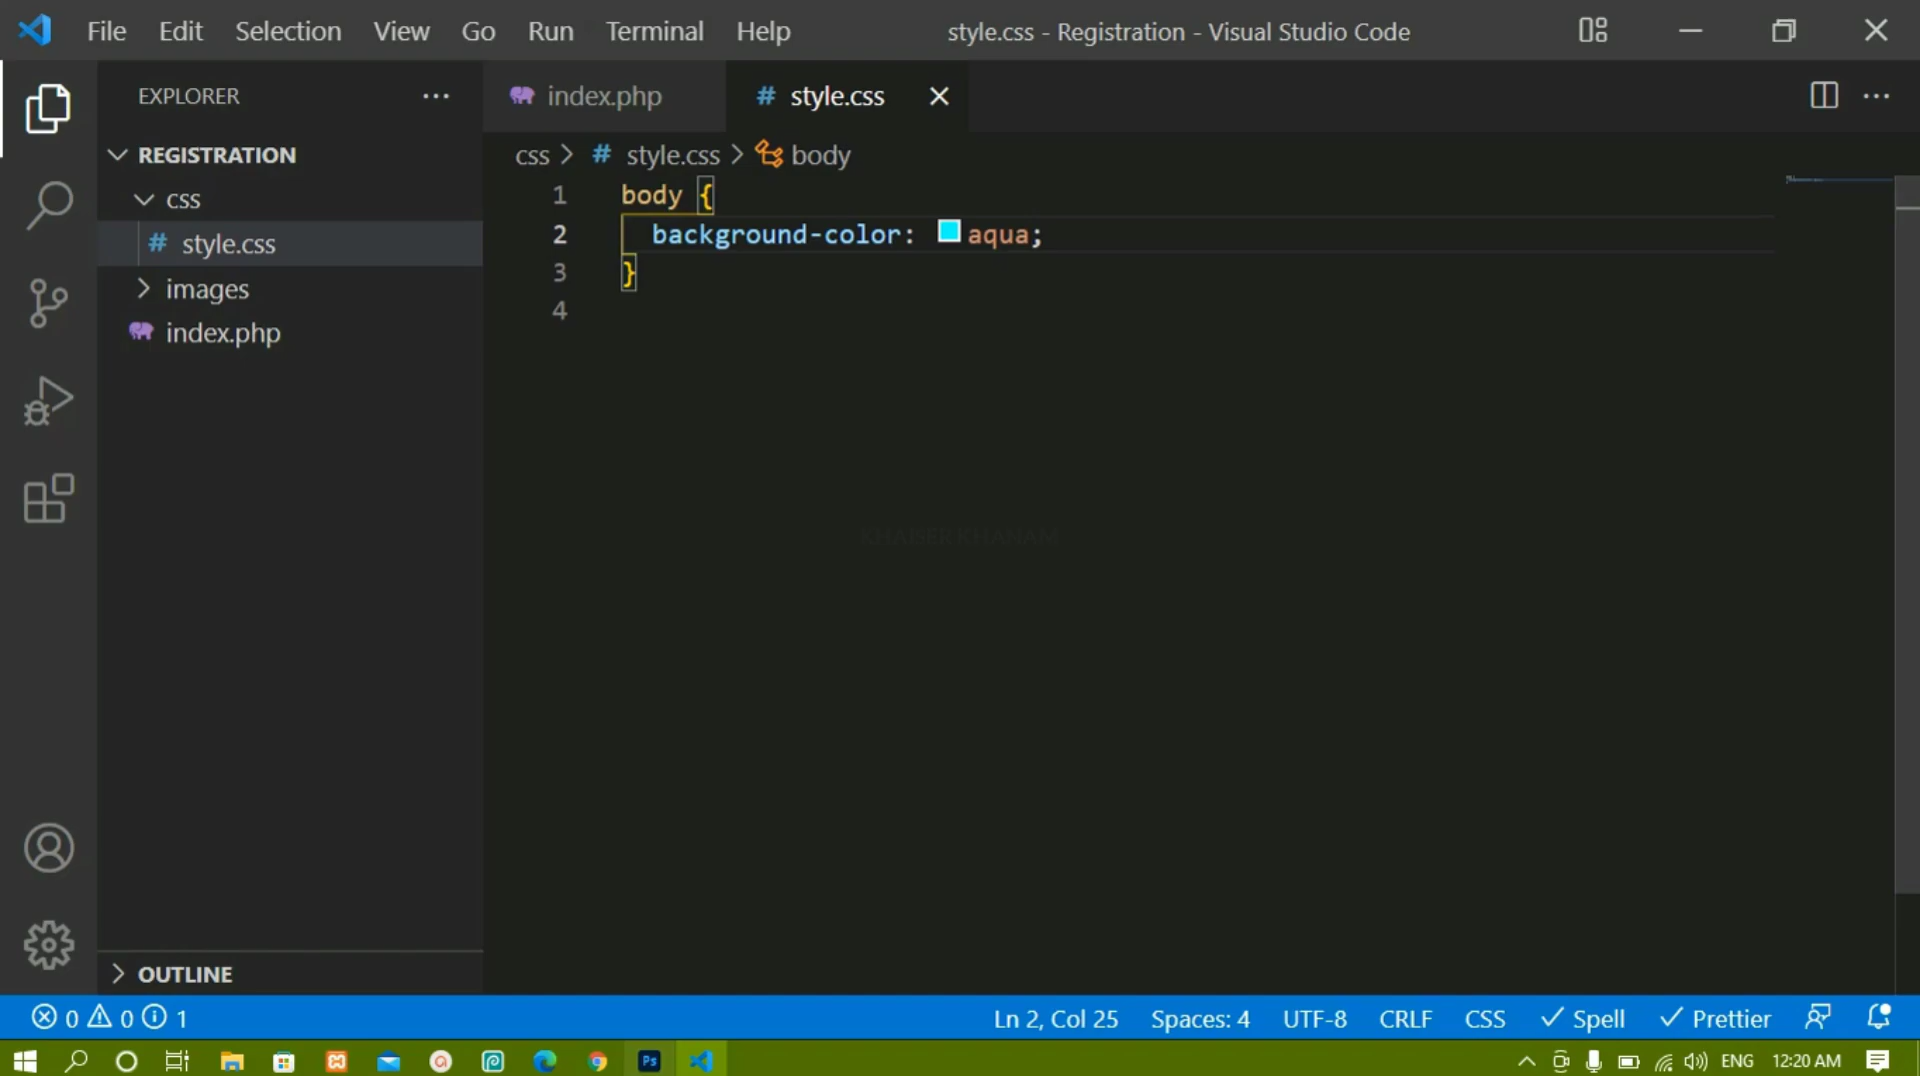 File Edit Selection View Go Run Terminal Help style.css - Registration - Visual Studio Code
EXPLORER
index.php
# style.css
REGISTRATION
css > # style.css > body
css
# style.css
images
index.php
1 body {
2 background-color: aqua;
3 }
4
KHAISER KHANAM
OUTLINE
0 0 1 Ln 2, Col 25 Spaces: 4 UTF-8 CRLF CSS Spell Prettier
Ps ENG 12:20 AM